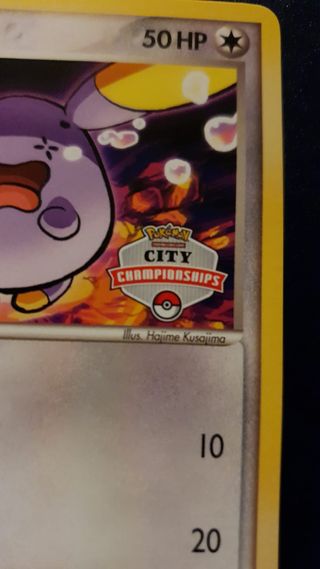 50 HP
Pokémon
CITY
CHAMPIONSHIPS
Illus. Hajime Kusajima
10
20